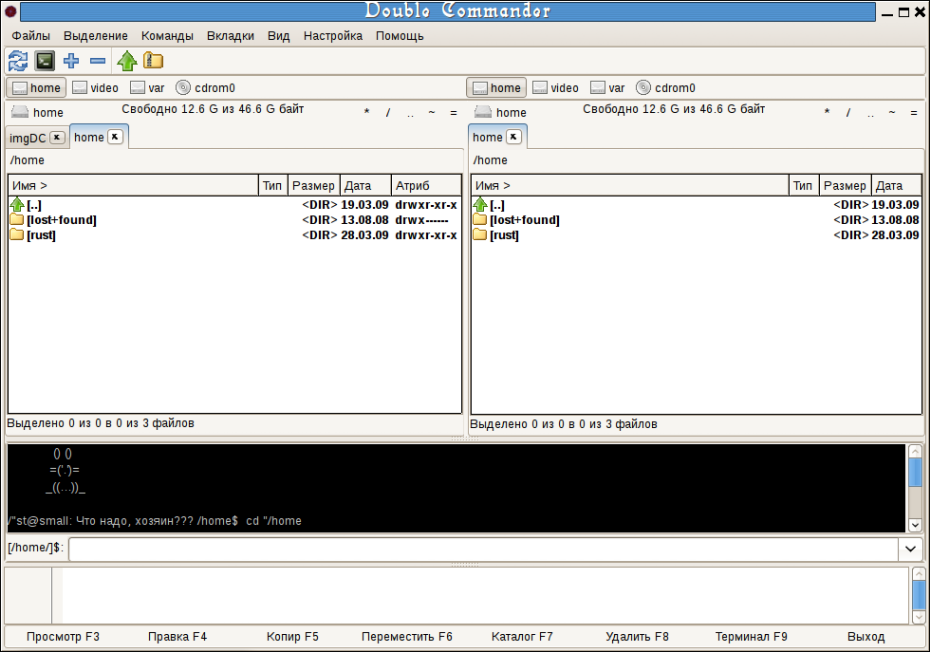 Double Commander
Файлы Выделение Команды Вкладки Вид Настройка Помощь
home video var cdrom0 home video var cdrom0
home Свободно 12.6 G из 46.6 G байт * / .. ~ = home Свободно 12.6 G из 46.6 G байт * / .. ~ =
imgDC home home
/home /home
Имя > Тип Размер Дата Атриб Имя > Тип Размер Дата
[..] <DIR> 19.03.09 drwxr-xr-x [..] <DIR> 19.03.09
[lost+found] <DIR> 13.08.08 drwx------ [lost+found] <DIR> 13.08.08
[rust] <DIR> 28.03.09 drwxr-xr-x [rust] <DIR> 28.03.09
Выделено 0 из 0 в 0 из 3 файлов Выделено 0 из 0 в 0 из 3 файлов
() ()
=('.')=
_((...))_
/"st@small: Что надо, хозяин??? /home$ cd "/home
[/home/]$:
Просмотр F3 Правка F4 Копир F5 Переместить F6 Каталог F7 Удалить F8 Терминал F9 Выход